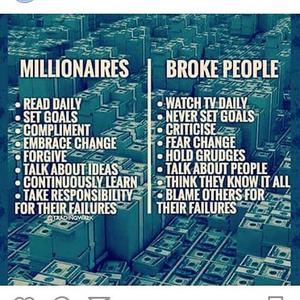 MILLIONAIRES
• READ DAILY
• SET GOALS
• COMPLIMENT
• EMBRACE CHANGE
• FORGIVE
• TALK ABOUT IDEAS
• CONTINUOUSLY LEARN
• TAKE RESPONSIBILITY
FOR THEIR FAILURES
@TRADINGWALK
BROKE PEOPLE
• WATCH TV DAILY
• NEVER SET GOALS
• CRITICISE
• FEAR CHANGE
• HOLD GRUDGES
• TALK ABOUT PEOPLE
• THINK THEY KNOW IT ALL
• BLAME OTHERS FOR
THEIR FAILURES